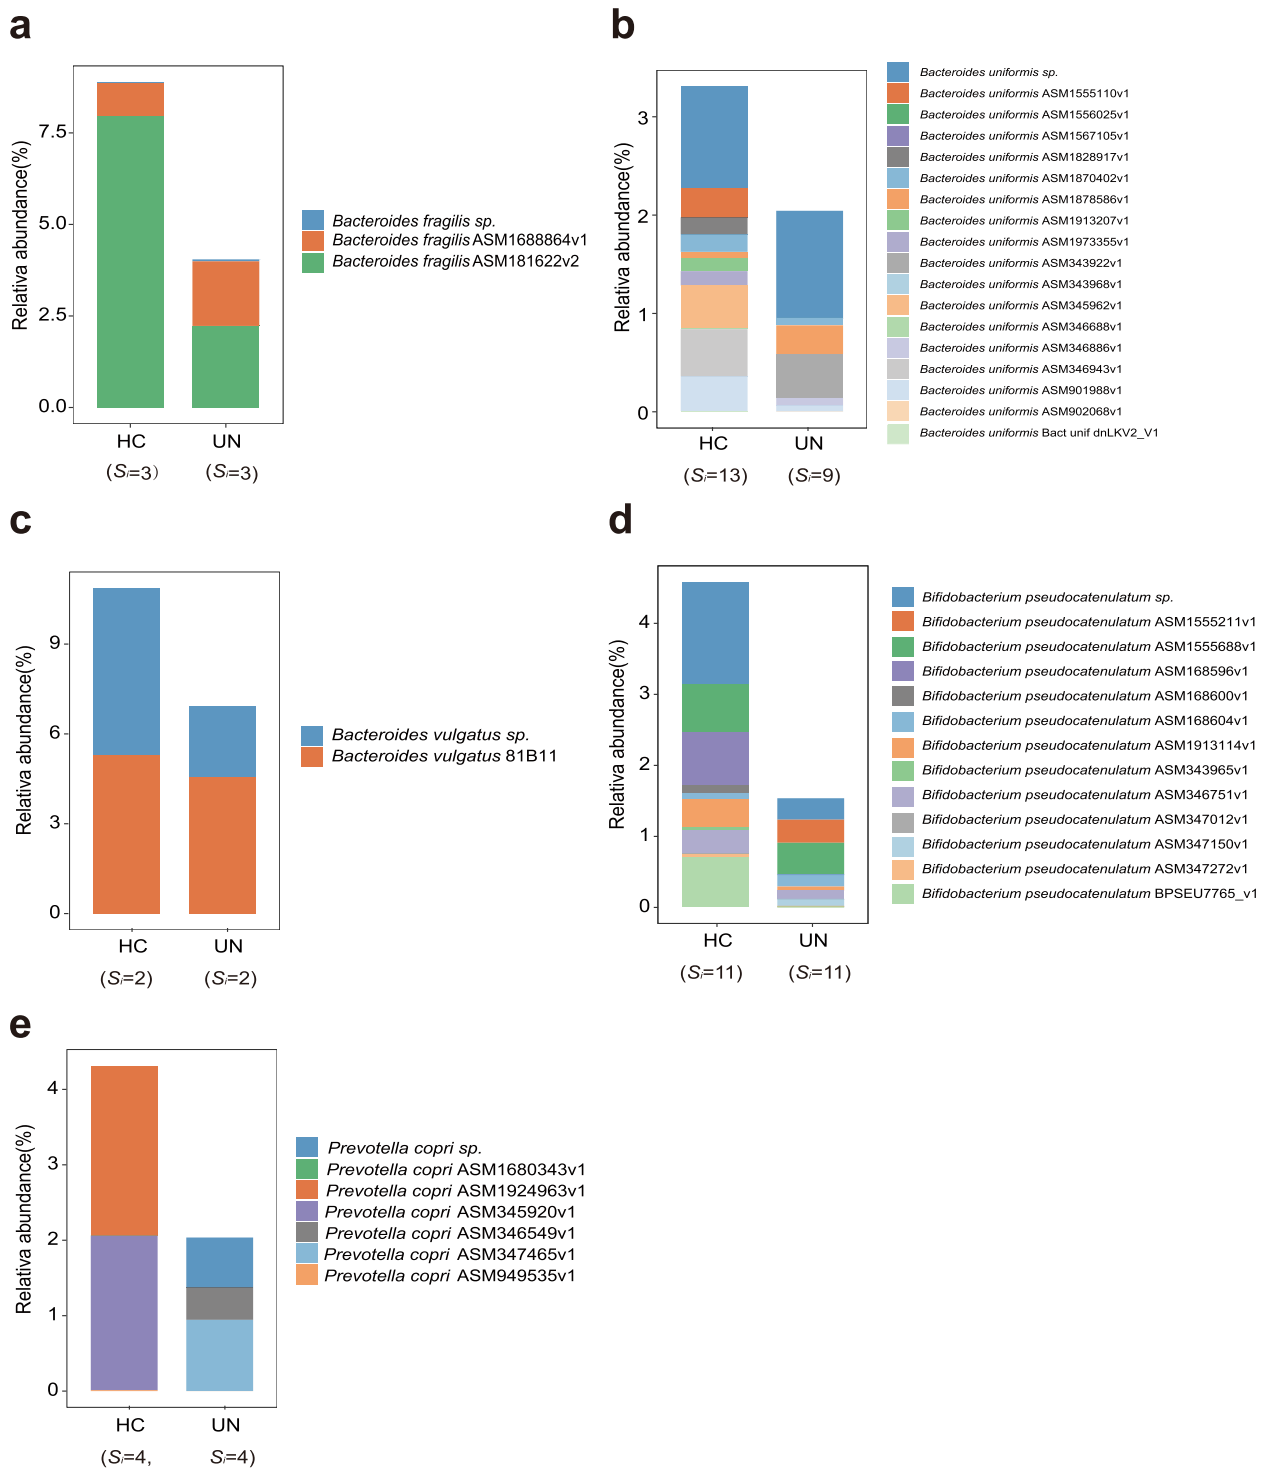 a
Relativa abundance(%)
7.5
5.0
2.5
0.0
HC
UN
(Si=3)
(Si=3)
Bacteroides fragilis sp.
Bacteroides fragilis ASM1688864v1
Bacteroides fragilis ASM181622v2
b
Relativa abundance(%)
3
2
1
0
HC
UN
(Si=13)
(Si=9)
Bacteroides uniformis sp.
Bacteroides uniformis ASM1555110v1
Bacteroides uniformis ASM1556025v1
Bacteroides uniformis ASM1567105v1
Bacteroides uniformis ASM1828917v1
Bacteroides uniformis ASM1870402v1
Bacteroides uniformis ASM1878586v1
Bacteroides uniformis ASM1913207v1
Bacteroides uniformis ASM1973355v1
Bacteroides uniformis ASM343922v1
Bacteroides uniformis ASM343968v1
Bacteroides uniformis ASM345962v1
Bacteroides uniformis ASM346688v1
Bacteroides uniformis ASM346886v1
Bacteroides uniformis ASM346943v1
Bacteroides uniformis ASM901988v1
Bacteroides uniformis ASM902068v1
Bacteroides uniformis Bact unif dnLKV2_V1
c
Relativa abundance(%)
9
6
3
0
HC
UN
(Si=2)
(Si=2)
Bacteroides vulgatus sp.
Bacteroides vulgatus 81B11
d
Relativa abundance(%)
4
3
2
1
0
HC
UN
(Si=11)
(Si=11)
Bifidobacterium pseudocatenulatum sp.
Bifidobacterium pseudocatenulatum ASM1555211v1
Bifidobacterium pseudocatenulatum ASM1555688v1
Bifidobacterium pseudocatenulatum ASM168596v1
Bifidobacterium pseudocatenulatum ASM168600v1
Bifidobacterium pseudocatenulatum ASM168604v1
Bifidobacterium pseudocatenulatum ASM1913114v1
Bifidobacterium pseudocatenulatum ASM343965v1
Bifidobacterium pseudocatenulatum ASM346751v1
Bifidobacterium pseudocatenulatum ASM347012v1
Bifidobacterium pseudocatenulatum ASM347150v1
Bifidobacterium pseudocatenulatum ASM347272v1
Bifidobacterium pseudocatenulatum BPSEU7765_v1
e
Relativa abundance(%)
4
3
2
1
0
HC
UN
(Si=4,
Si=4)
Prevotella copri sp.
Prevotella copri ASM1680343v1
Prevotella copri ASM1924963v1
Prevotella copri ASM345920v1
Prevotella copri ASM346549v1
Prevotella copri ASM347465v1
Prevotella copri ASM949535v1